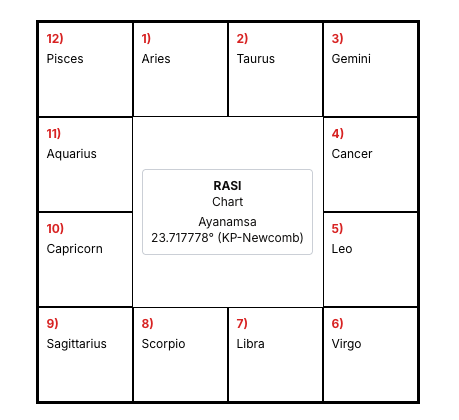 12)
Pisces
1)
Aries
2)
Taurus
3)
Gemini
11)
Aquarius
4)
Cancer
RASI
Chart
Ayanamsa
23.717778° (KP-Newcomb)
10)
Capricorn
5)
Leo
9)
Sagittarius
8)
Scorpio
7)
Libra
6)
Virgo